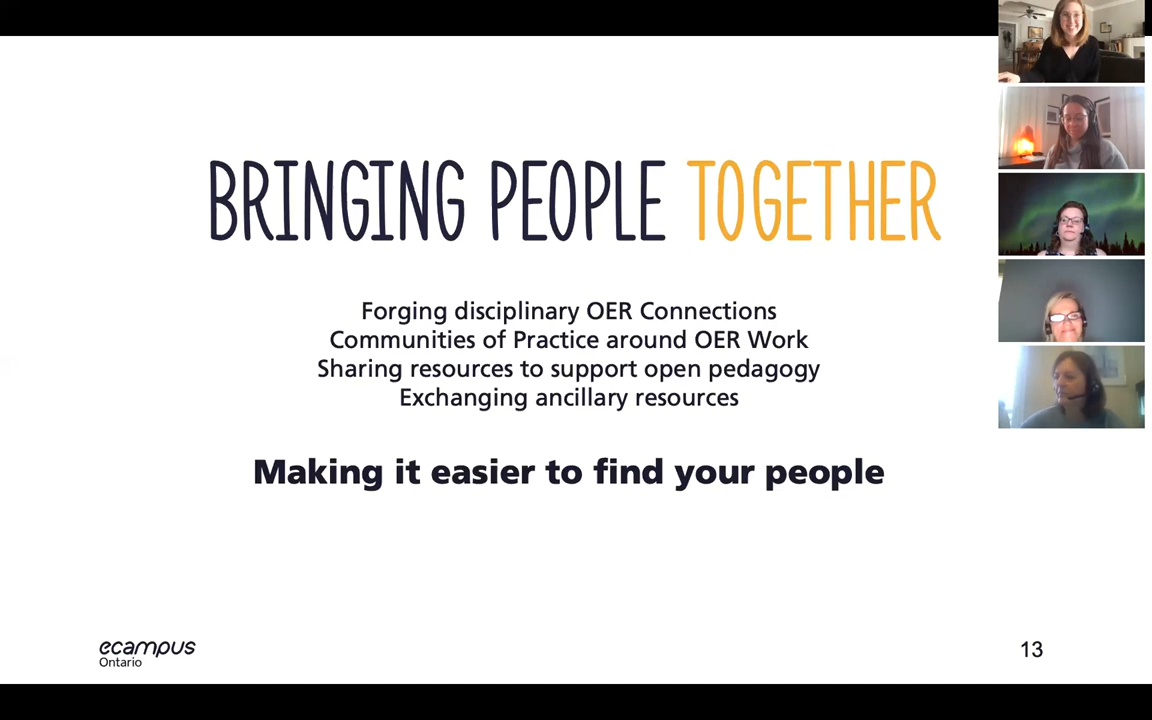 BRINGING PEOPLE TOGETHER
Forging disciplinary OER Connections
Communities of Practice around OER Work
Sharing resources to support open pedagogy
Exchanging ancillary resources
Making it easier to find your people
ecampus
Ontario
13